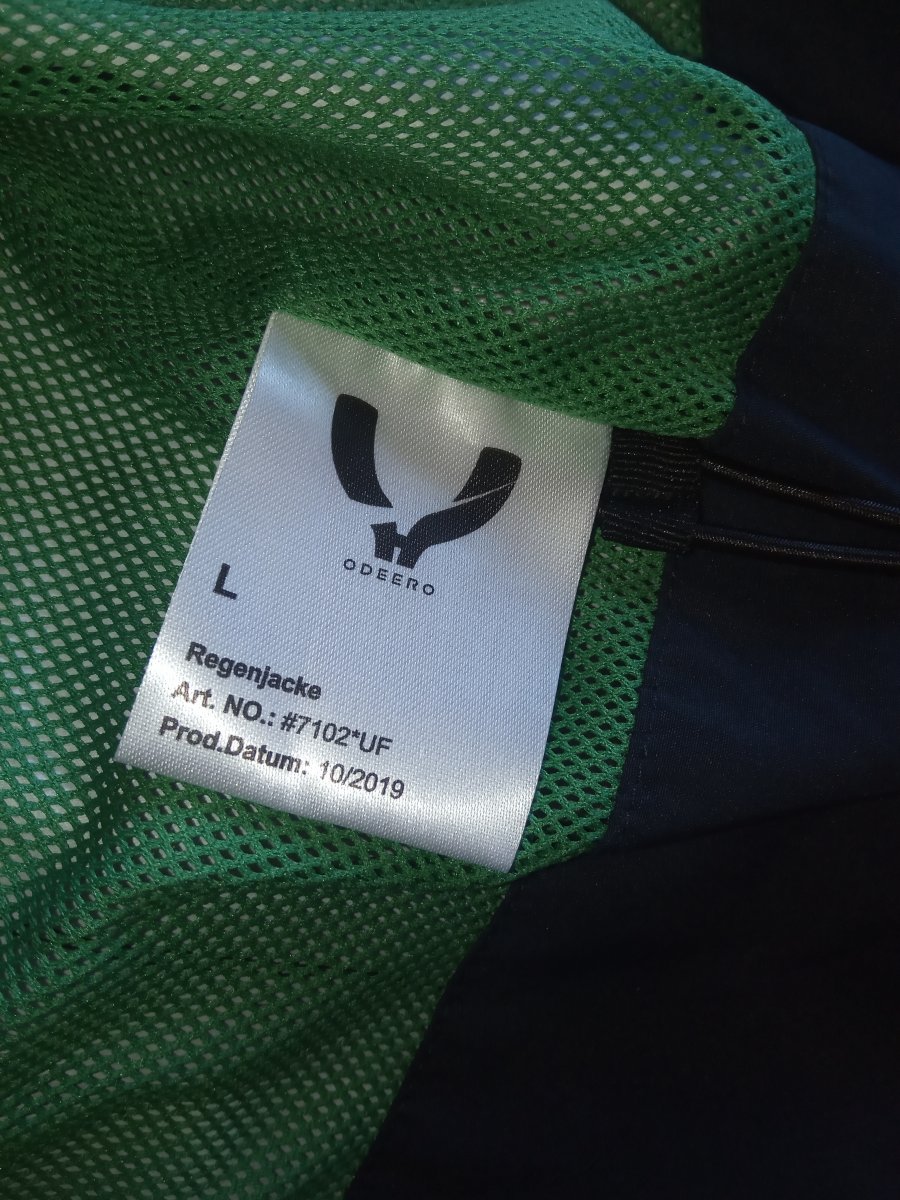 ODEERO
L
Regenjacke
Art. NO.: #7102*UF
Prod.Datum: 10/2019